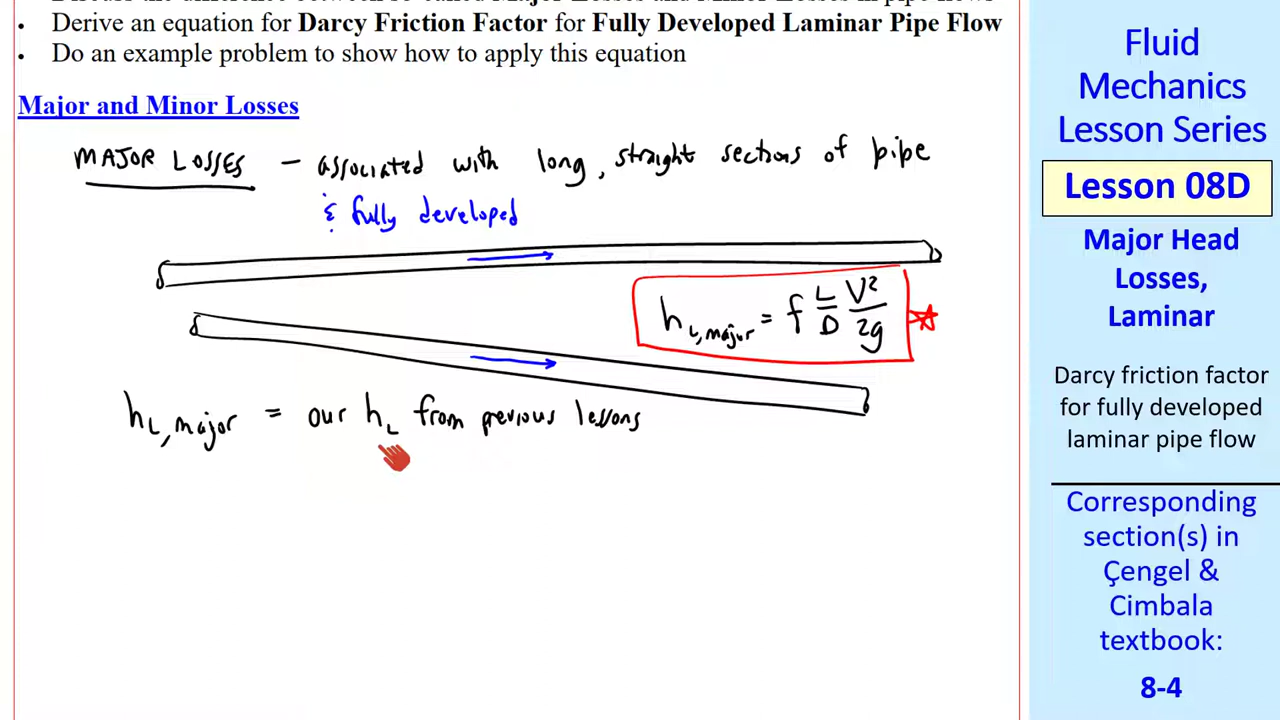 • Derive an equation for Darcy Friction Factor for Fully Developed Laminar Pipe Flow
• Do an example problem to show how to apply this equation
Major and Minor Losses
MAJOR LOSSES – associated with long, straight sections of pipe
& fully developed
h_L,major = f L/D V²/2g
h_L,major = our h_L from previous lessons
Fluid
Mechanics
Lesson Series
Lesson 08D
Major Head
Losses,
Laminar
Darcy friction factor
for fully developed
laminar pipe flow
Corresponding
section(s) in
Çengel &
Cimbala
textbook:
8-4